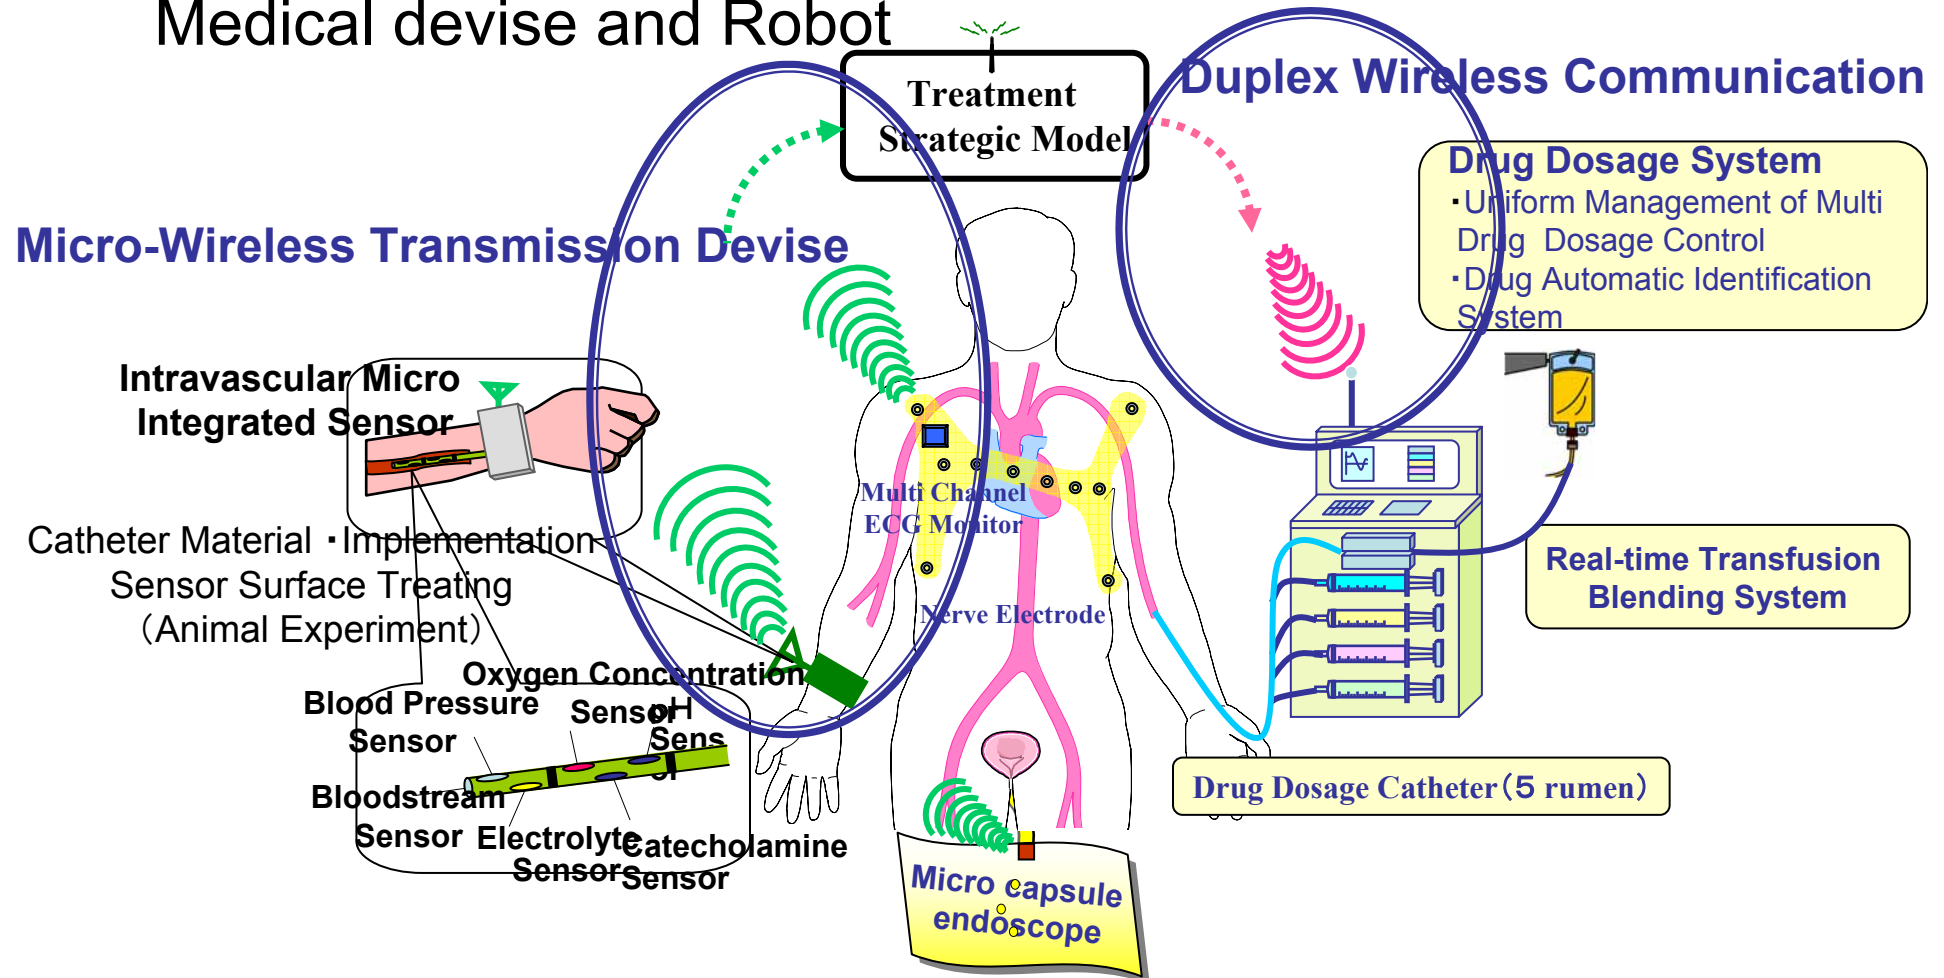 Medical devise and Robot
Treatment
Strategic Model
Duplex Wireless Communication
Drug Dosage System
・Uniform Management of Multi
Drug Dosage Control
・Drug Automatic Identification
System
Micro-Wireless Transmission Devise
Intravascular Micro
Integrated Sensor
Catheter Material ・Implementation
Sensor Surface Treating
（Animal Experiment）
Multi Channel
ECG Monitor
Nerve Electrode
Real-time Transfusion
Blending System
Oxygen Concentration
Sensor
pH
Sens
or
Blood Pressure
Sensor
Bloodstream
Sensor
Electrolyte
Sensor
Catecholamine
Sensor
Drug Dosage Catheter（5 rumen）
Micro capsule
endoscope